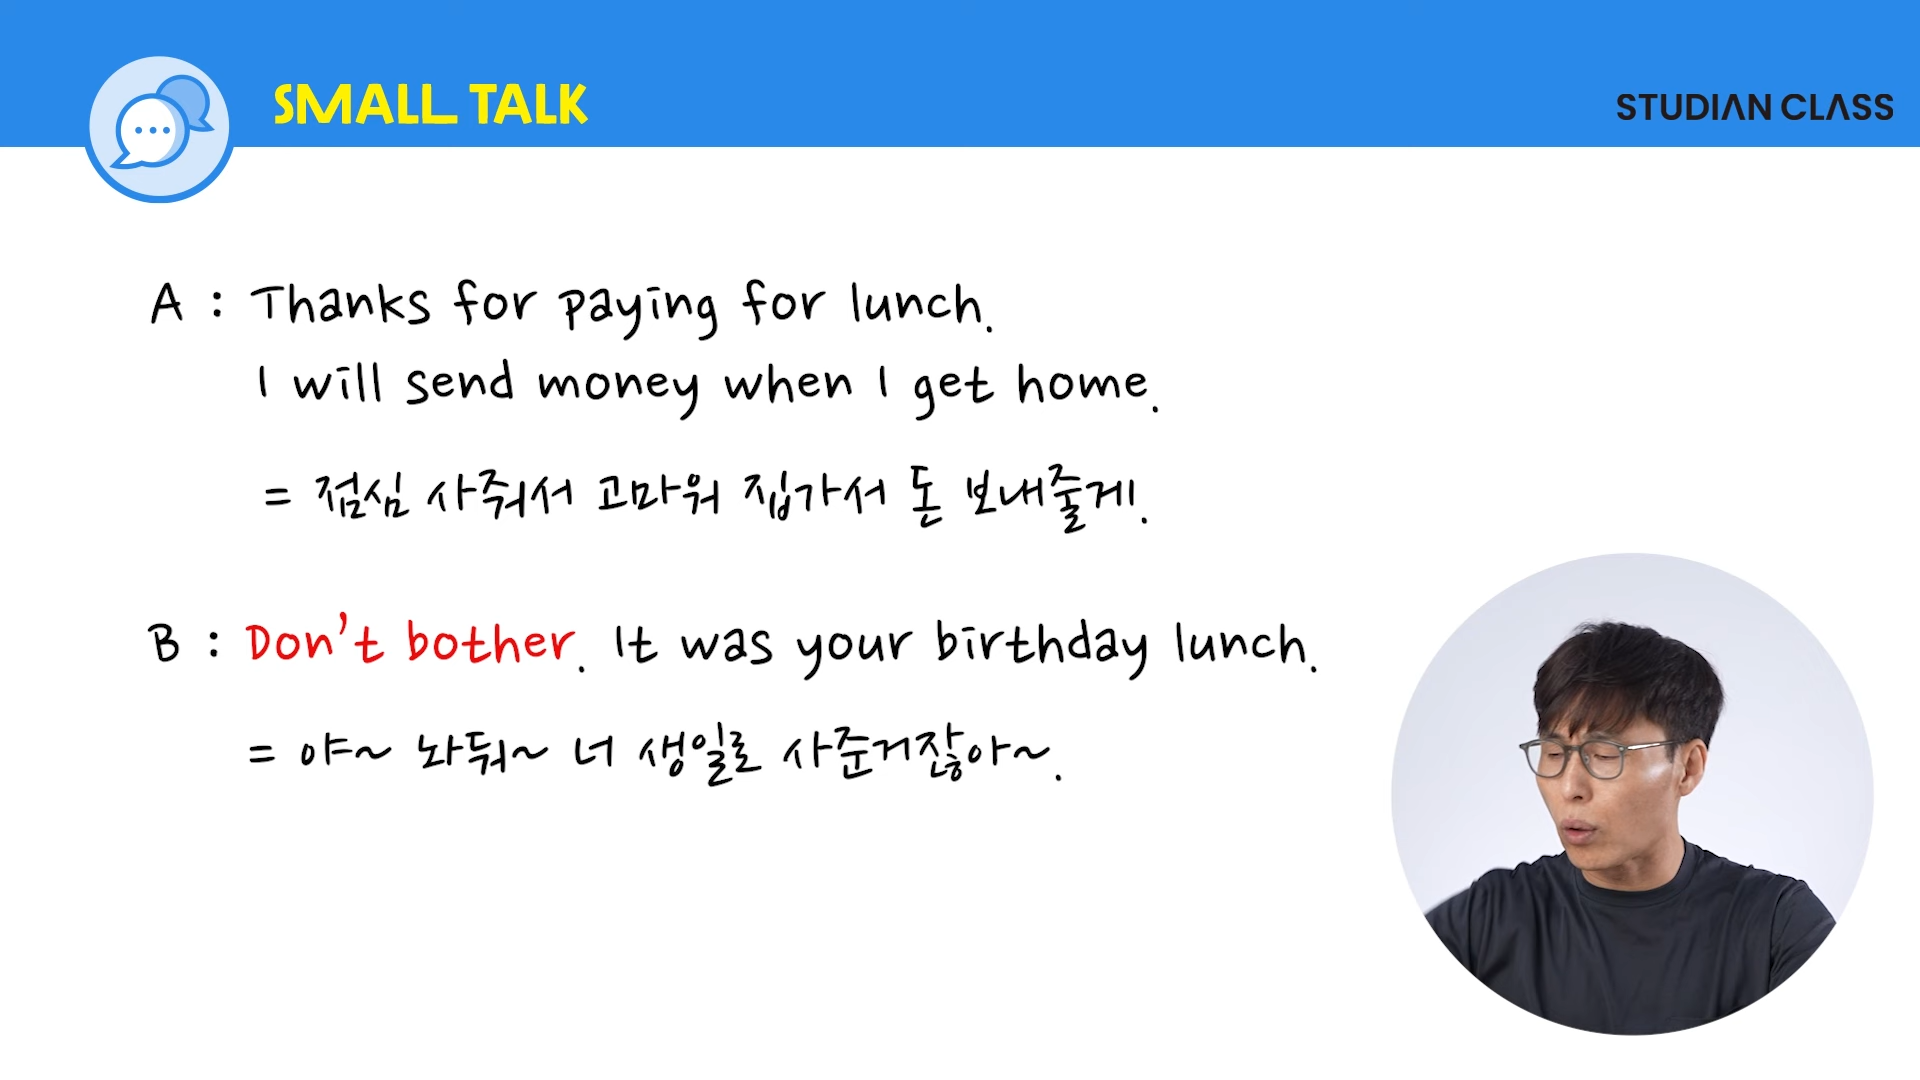 SMALL TALK
STUDIAN CLASS
A : Thanks for paying for lunch.
I will send money when I get home.
= 점심 사줘서 고마워 집가서 돈 보내줄게.
B : Don't bother. It was your birthday lunch.
= 야~ 놔둬~ 너 생일로 사준거잖아~.